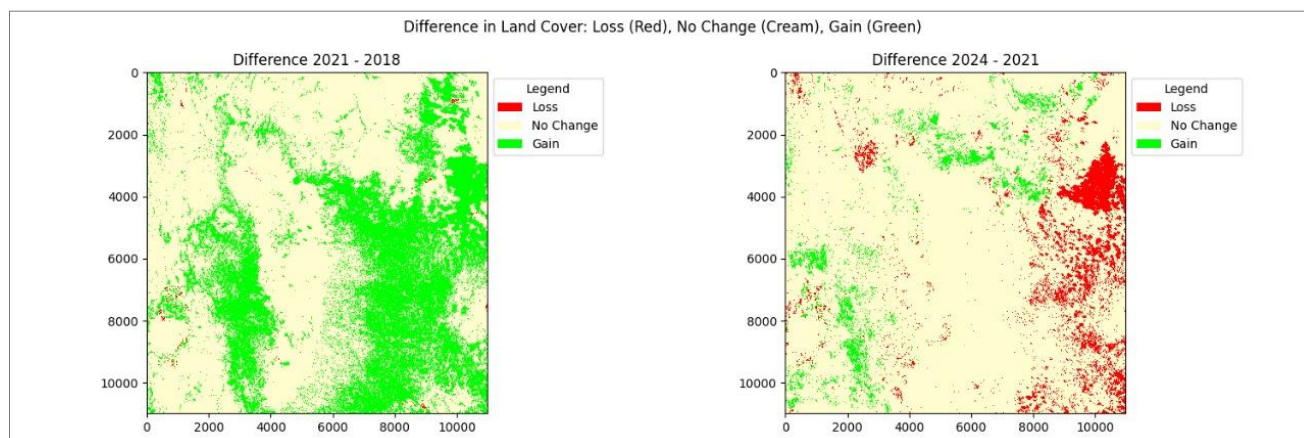 Difference in Land Cover: Loss (Red), No Change (Cream), Gain (Green)
Difference 2021 - 2018
0
2000
4000
6000
8000
10000
0 2000 4000 6000 8000 10000
Legend
Loss
No Change
Gain
Difference 2024 - 2021
0
2000
4000
6000
8000
10000
0 2000 4000 6000 8000 10000
Legend
Loss
No Change
Gain